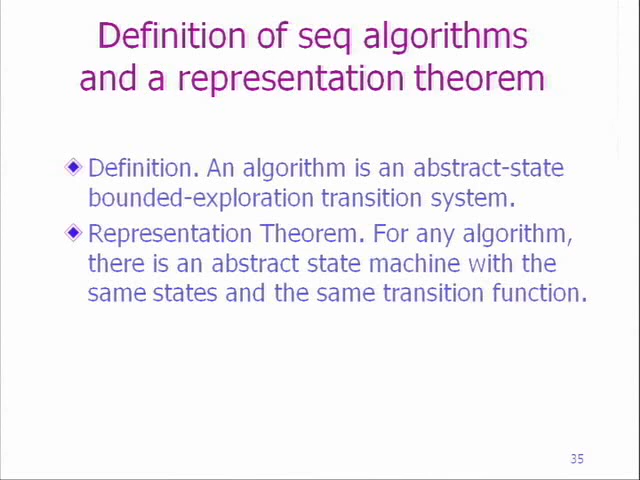 Definition of seq algorithms
and a representation theorem
Definition. An algorithm is an abstract-state
bounded-exploration transition system.
Representation Theorem. For any algorithm,
there is an abstract state machine with the
same states and the same transition function.
35